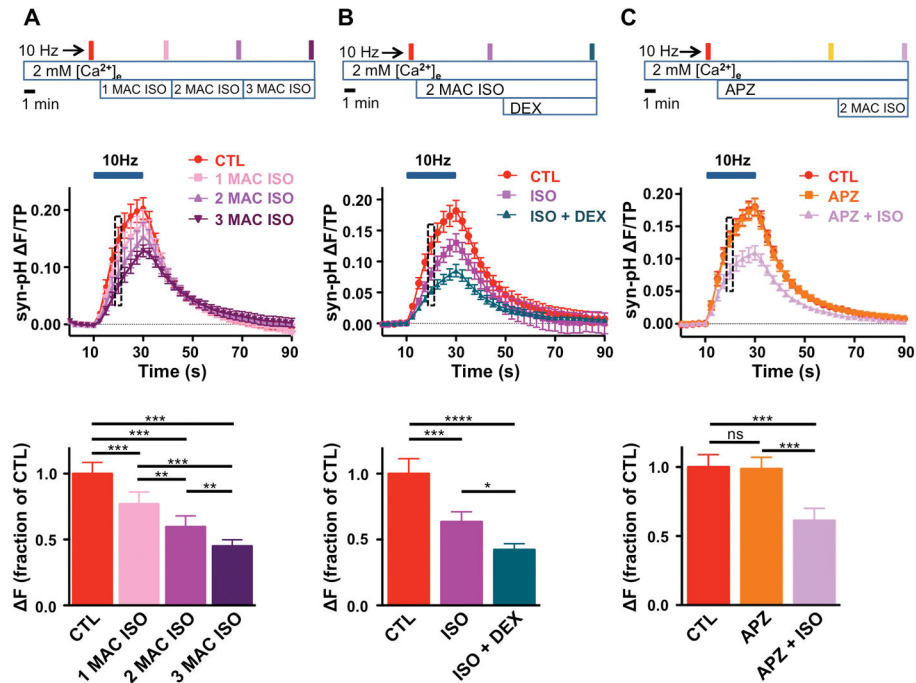 A
10 Hz
2 mM [Ca2+]e
1 MAC ISO
2 MAC ISO
3 MAC ISO
1 min
10Hz
CTL
1 MAC ISO
2 MAC ISO
3 MAC ISO
syn-pH ΔF/TP
0.20
0.15
0.10
0.05
0.00
10
30
50
70
90
Time (s)
ΔF (fraction of CTL)
1.0
0.5
0.0
***
***
***
***
**
**
CTL
1 MAC ISO
2 MAC ISO
3 MAC ISO
B
10 Hz
2 mM [Ca2+]e
2 MAC ISO
1 min
DEX
10Hz
CTL
ISO
ISO + DEX
syn-pH ΔF/TP
0.20
0.15
0.10
0.05
0.00
10
30
50
70
90
Time (s)
ΔF (fraction of CTL)
1.0
0.5
0.0
****
***
*
CTL
ISO
ISO + DEX
C
10 Hz
2 mM [Ca2+]e
APZ
1 min
2 MAC ISO
10Hz
CTL
APZ
APZ + ISO
syn-pH ΔF/TP
0.20
0.15
0.10
0.05
0.00
10
30
50
70
90
Time (s)
ΔF (fraction of CTL)
1.0
0.5
0.0
***
ns
***
CTL
APZ
APZ + ISO